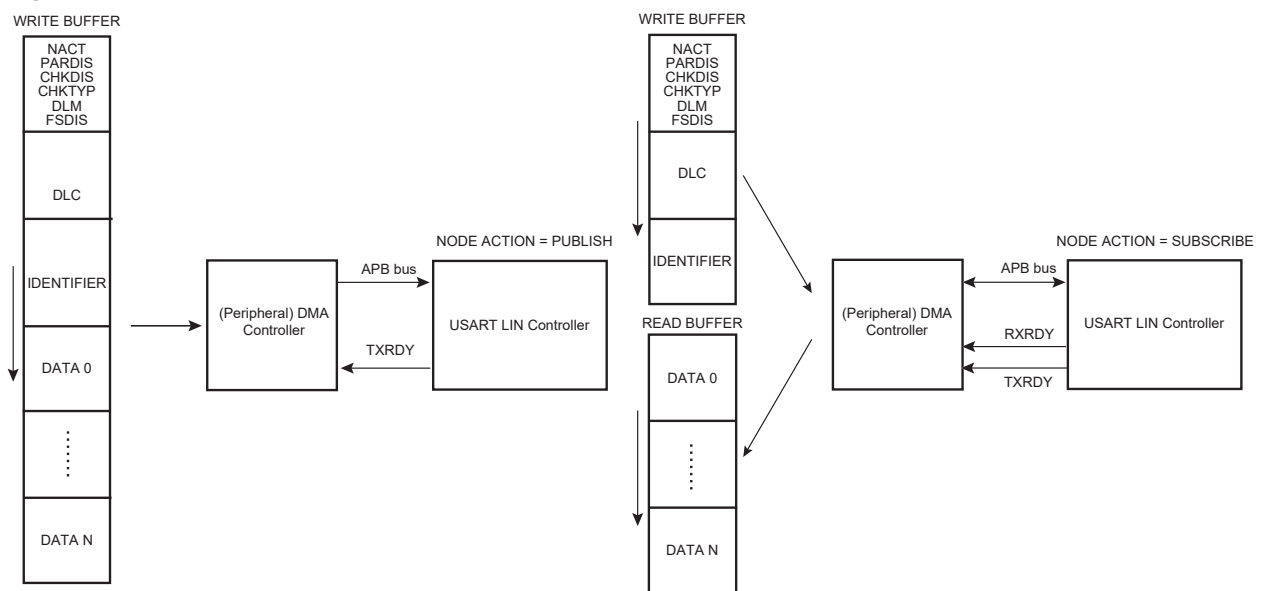 WRITE BUFFER
NACT
PARDIS
CHKDIS
CHKTYP
DLM
FSDIS
DLC
IDENTIFIER
DATA 0
DATA N
(Peripheral) DMA
Controller
APB bus
TXRDY
NODE ACTION = PUBLISH
USART LIN Controller
WRITE BUFFER
NACT
PARDIS
CHKDIS
CHKTYP
DLM
FSDIS
DLC
IDENTIFIER
READ BUFFER
DATA 0
DATA N
(Peripheral) DMA
Controller
APB bus
RXRDY
TXRDY
NODE ACTION = SUBSCRIBE
USART LIN Controller